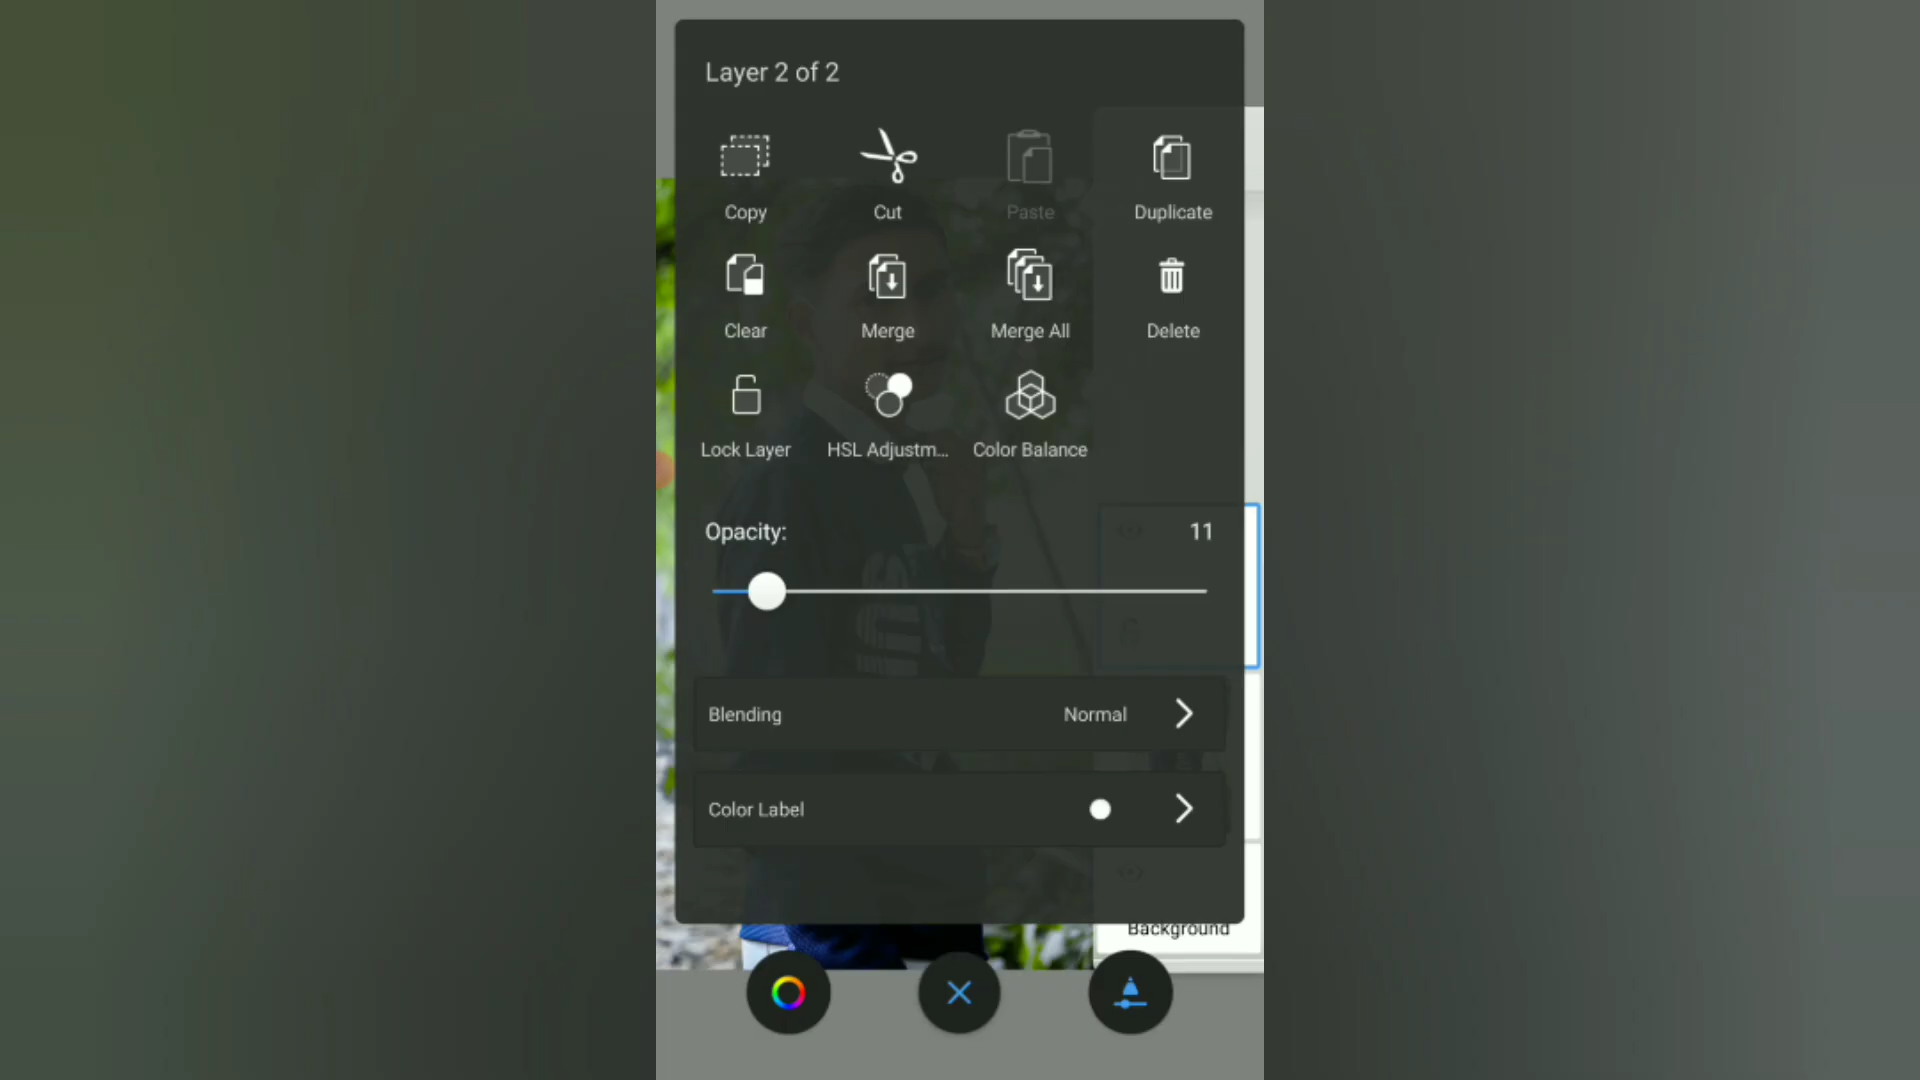 Layer 2 of 2
Copy
Cut
Paste
Duplicate
Clear
Merge
Merge All
Delete
Lock Layer
HSL Adjustm...
Color Balance
Opacity:
11
Blending
Normal
Color Label
Background